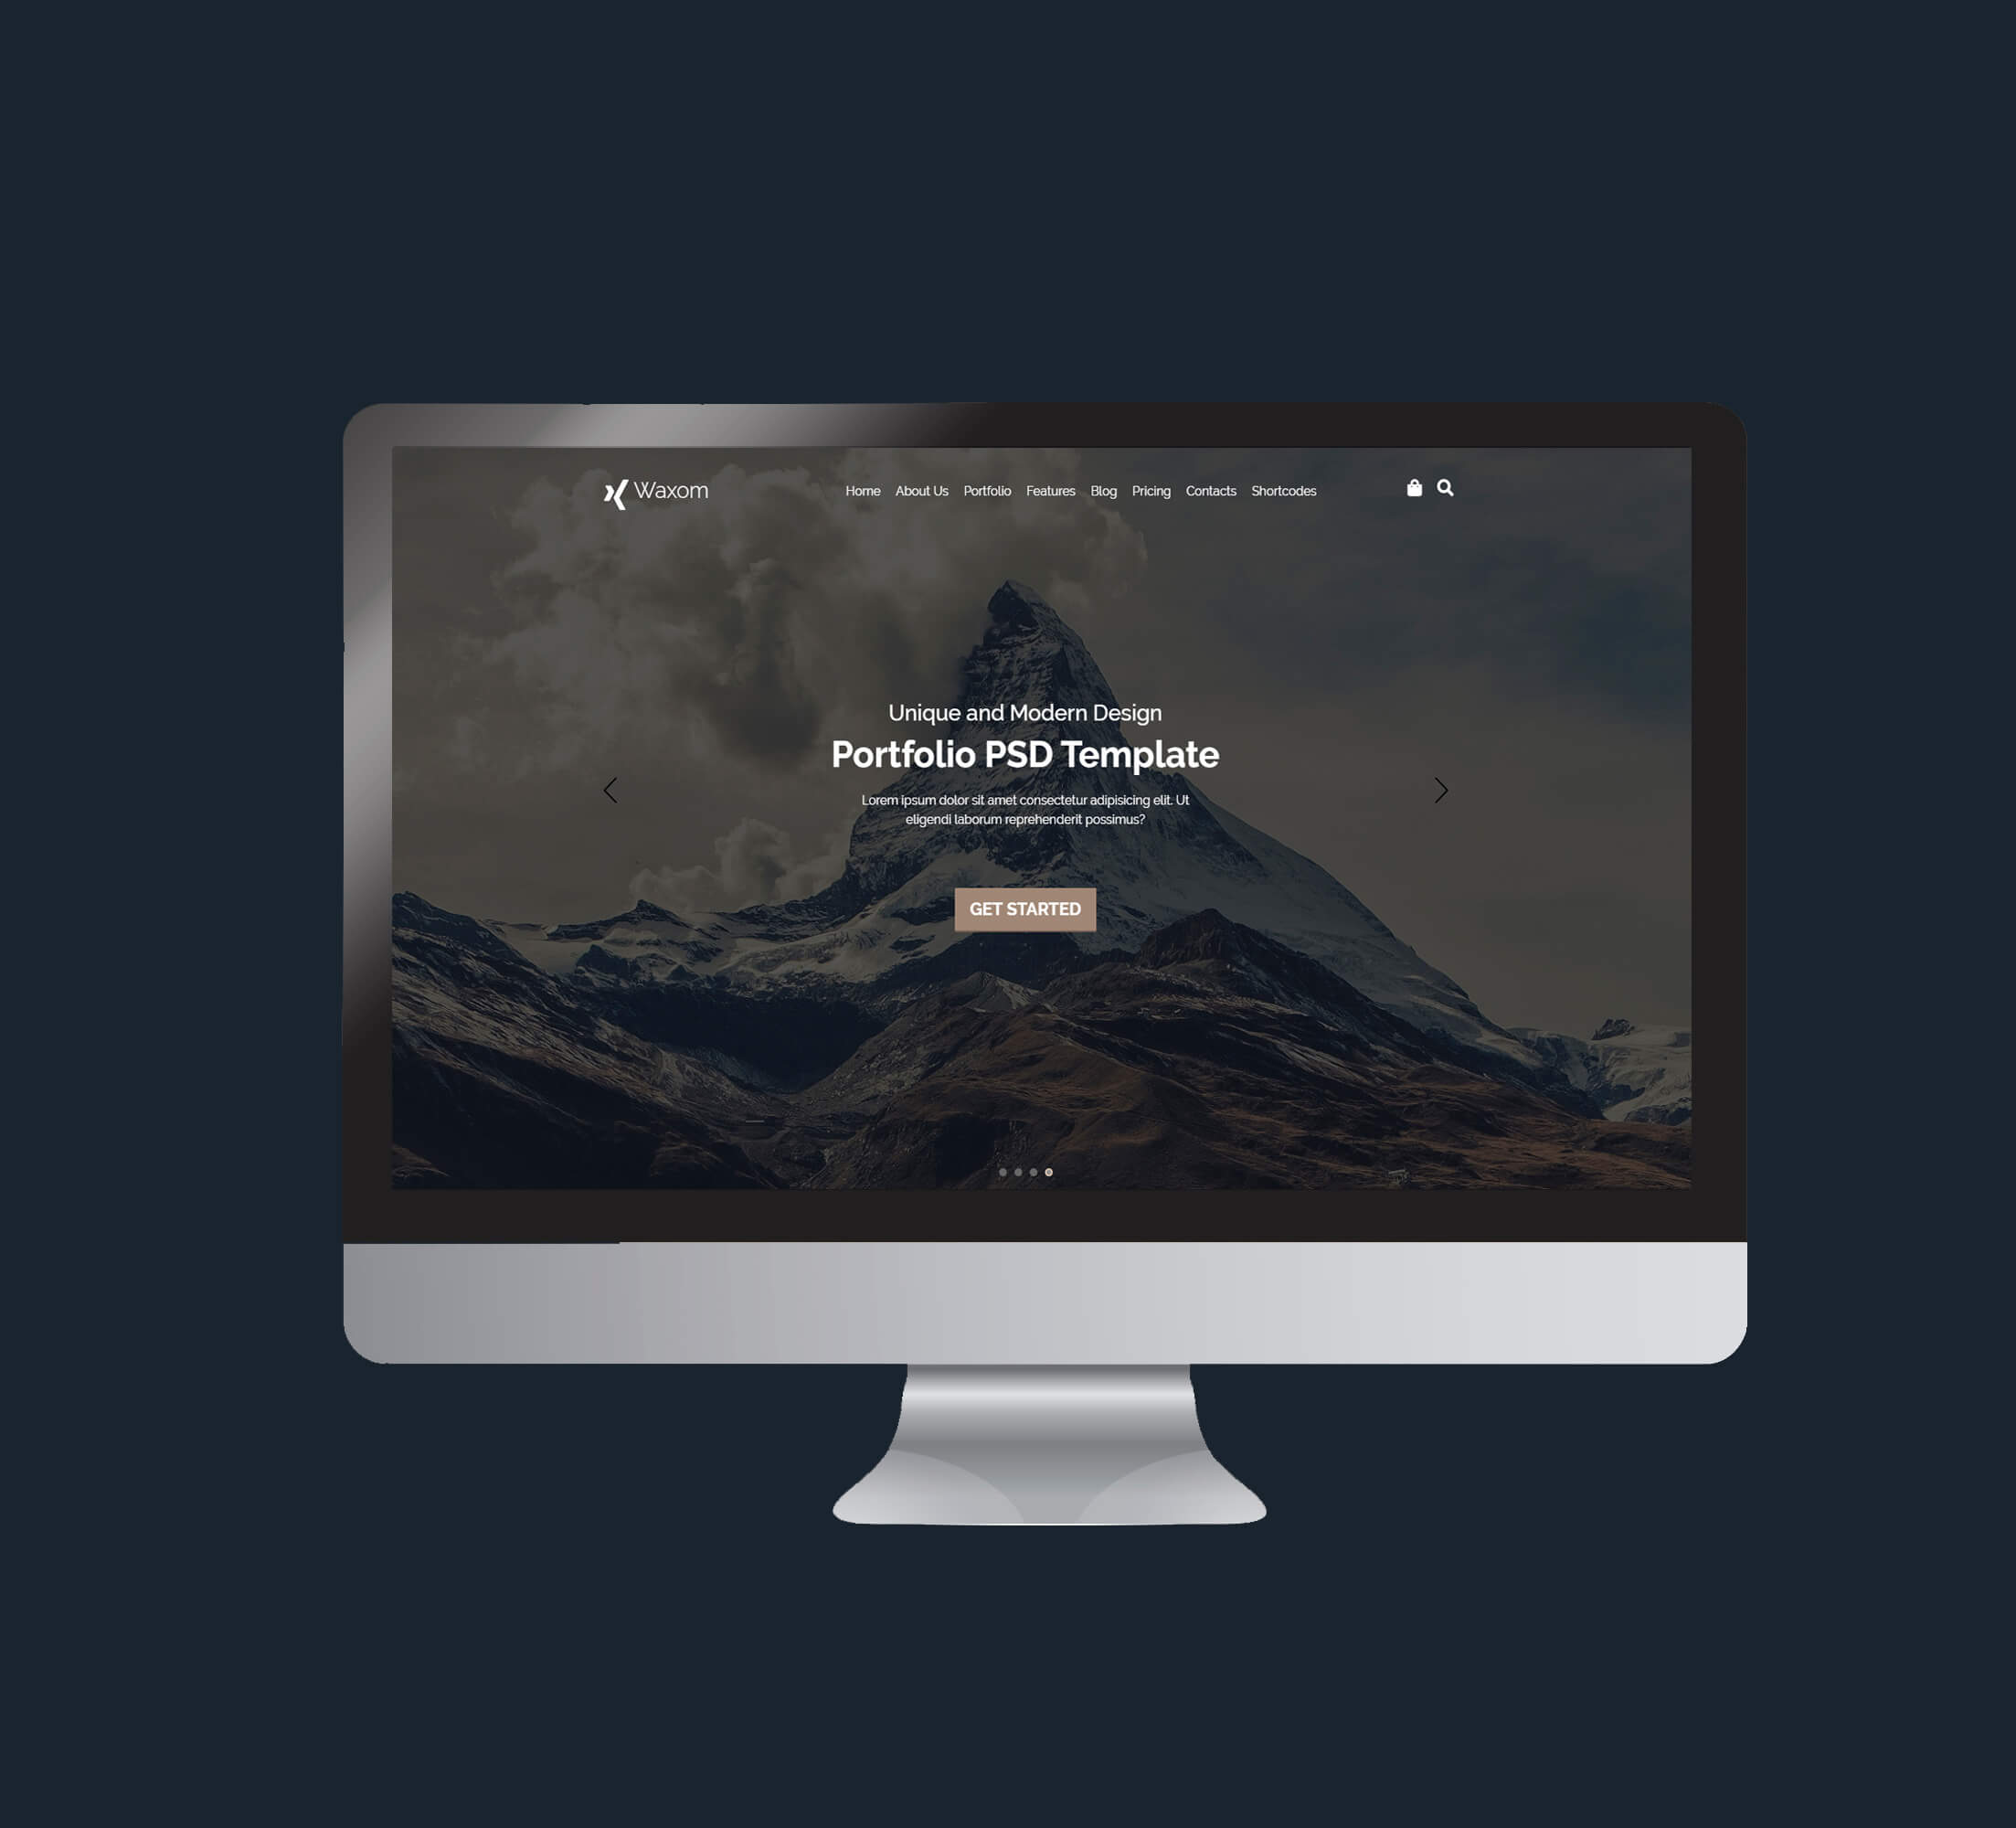 Waxom
Home About Us Portfolio Features Blog Pricing Contacts Shortcodes
Unique and Modern Design
Portfolio PSD Template
Lorem ipsum dolor sit amet consectetur adipisicing elit. Ut
eligendi laborum reprehenderit possimus?
GET STARTED